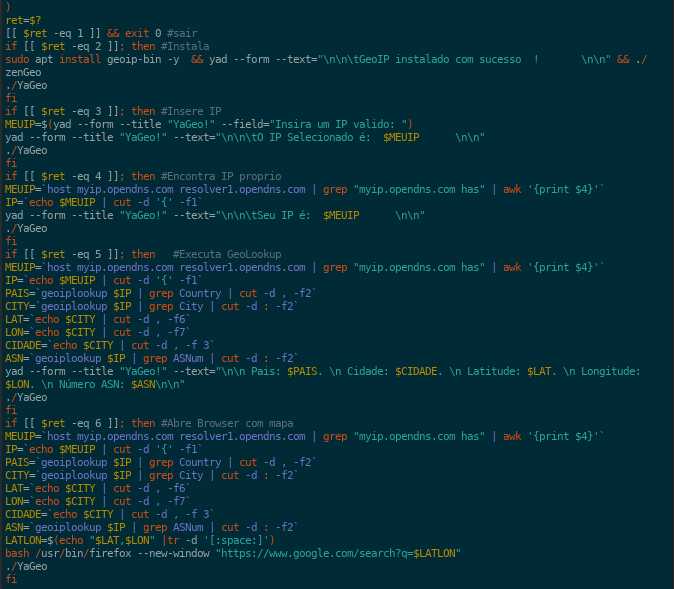 )
ret=$?
[[ $ret -eq 1 ]] && exit 0 #sair
if [[ $ret -eq 2 ]]; then #Instala
sudo apt install geoip-bin -y  && yad --form --text="\n\n\tGeoIP instalado com sucesso  !       \n\n" && ./
zenGeo
./YaGeo
fi
if [[ $ret -eq 3 ]]; then #Insere IP
MEUIP=$(yad --form --title "YaGeo!" --field="Insira um IP valido: ")
yad --form --title "YaGeo!" --text="\n\n\tO IP Selecionado é:  $MEUIP      \n\n"
./YaGeo
fi
if [[ $ret -eq 4 ]]; then #Encontra IP proprio
MEUIP=`host myip.opendns.com resolver1.opendns.com | grep "myip.opendns.com has" | awk '{print $4}'`
IP=`echo $MEUIP | cut -d '{' -f1`
yad --form --title "YaGeo!" --text="\n\n\tSeu IP é:  $MEUIP      \n\n"
./YaGeo
fi
if [[ $ret -eq 5 ]]; then   #Executa GeoLookup
MEUIP=`host myip.opendns.com resolver1.opendns.com | grep "myip.opendns.com has" | awk '{print $4}'`
IP=`echo $MEUIP | cut -d '{' -f1`
PAIS=`geoiplookup $IP | grep Country | cut -d , -f2`
CITY=`geoiplookup $IP | grep City | cut -d : -f2`
LAT=`echo $CITY | cut -d , -f6`
LON=`echo $CITY | cut -d , -f7`
CIDADE=`echo $CITY | cut -d , -f 3`
ASN=`geoiplookup $IP | grep ASNum | cut -d : -f2`
yad --form --title "YaGeo!" --text="\n\n Pais: $PAIS. \n Cidade: $CIDADE. \n Latitude: $LAT. \n Longitude:
$LON. \n Número ASN: $ASN\n\n"
./YaGeo
fi
if [[ $ret -eq 6 ]]; then #Abre Browser com mapa
MEUIP=`host myip.opendns.com resolver1.opendns.com | grep "myip.opendns.com has" | awk '{print $4}'`
IP=`echo $MEUIP | cut -d '{' -f1`
PAIS=`geoiplookup $IP | grep Country | cut -d , -f2`
CITY=`geoiplookup $IP | grep City | cut -d : -f2`
LAT=`echo $CITY | cut -d , -f6`
LON=`echo $CITY | cut -d , -f7`
CIDADE=`echo $CITY | cut -d , -f 3`
ASN=`geoiplookup $IP | grep ASNum | cut -d : -f2`
LATLON=$(echo "$LAT,$LON" |tr -d '[:space:]')
bash /usr/bin/firefox --new-window "https://www.google.com/search?q=$LATLON"
./YaGeo
fi